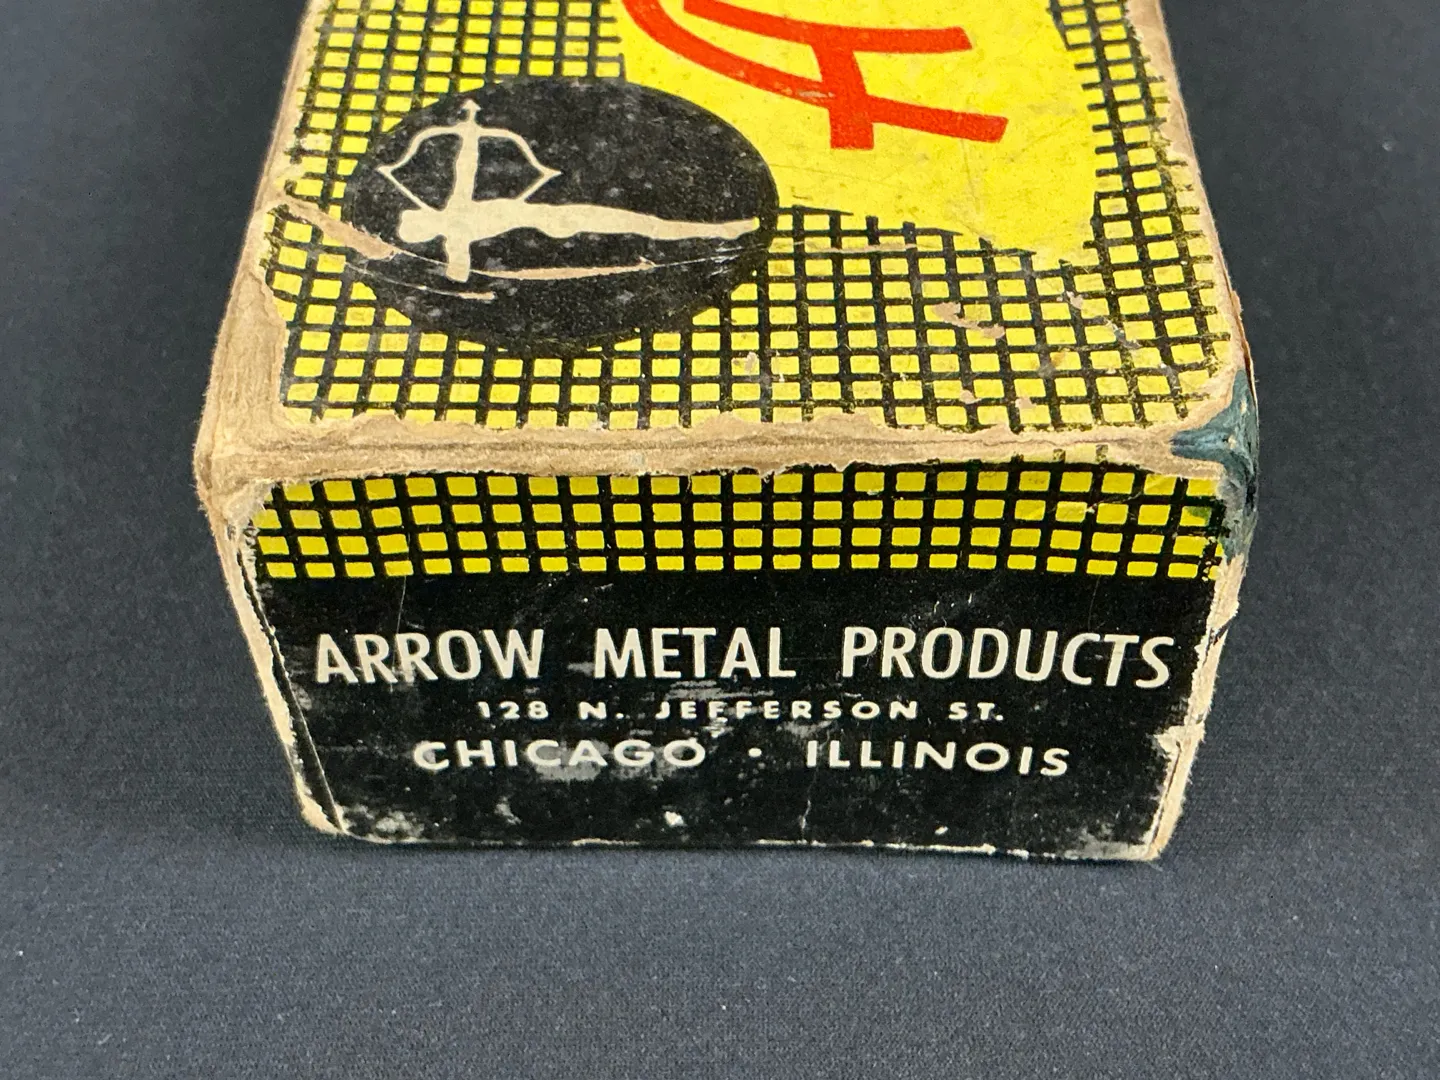 ARROW METAL PRODUCTS
128 N. JEFFERSON ST.
CHICAGO · ILLINOIS